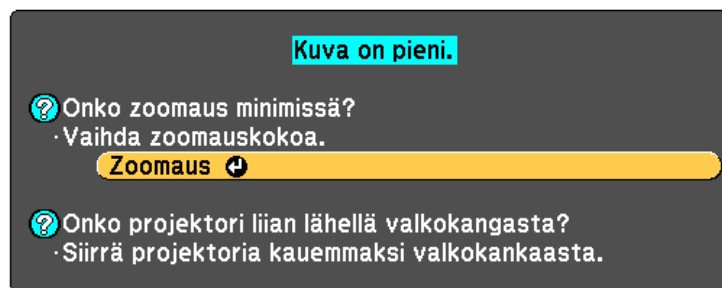 Kuva on pieni.
Onko zoomaus minimissä?
·Vaihda zoomauskokoa.
Zoomaus
Onko projektori liian lähellä valkokangasta?
·Siirrä projektoria kauemmaksi valkokankaasta.